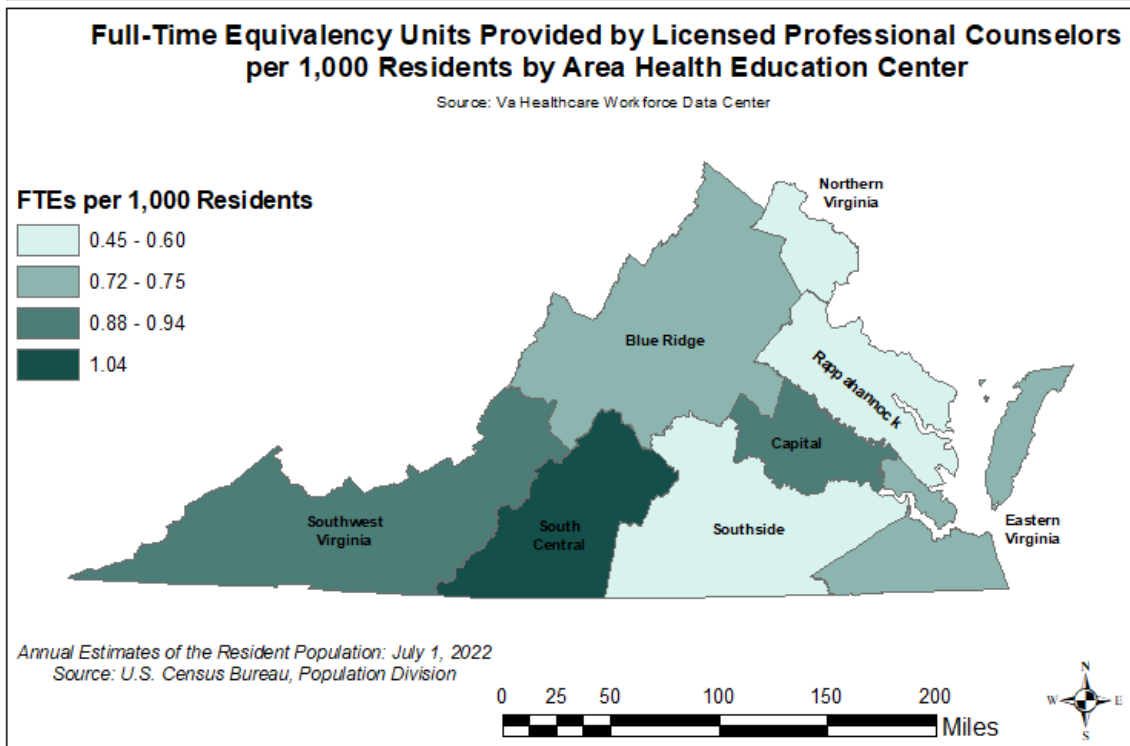 Full-Time Equivalency Units Provided by Licensed Professional Counselors
per 1,000 Residents by Area Health Education Center
Source: Va Healthcare Workforce Data Center
FTEs per 1,000 Residents
0.45 - 0.60
0.72 - 0.75
0.88 - 0.94
1.04
Northern
Virginia
Blue Ridge
Rappahannock
Capital
Southwest
Virginia
South
Central
Southside
Eastern
Virginia
Annual Estimates of the Resident Population: July 1, 2022
Source: U.S. Census Bureau, Population Division
0 25 50 100 150 200
Miles
N
W E
S